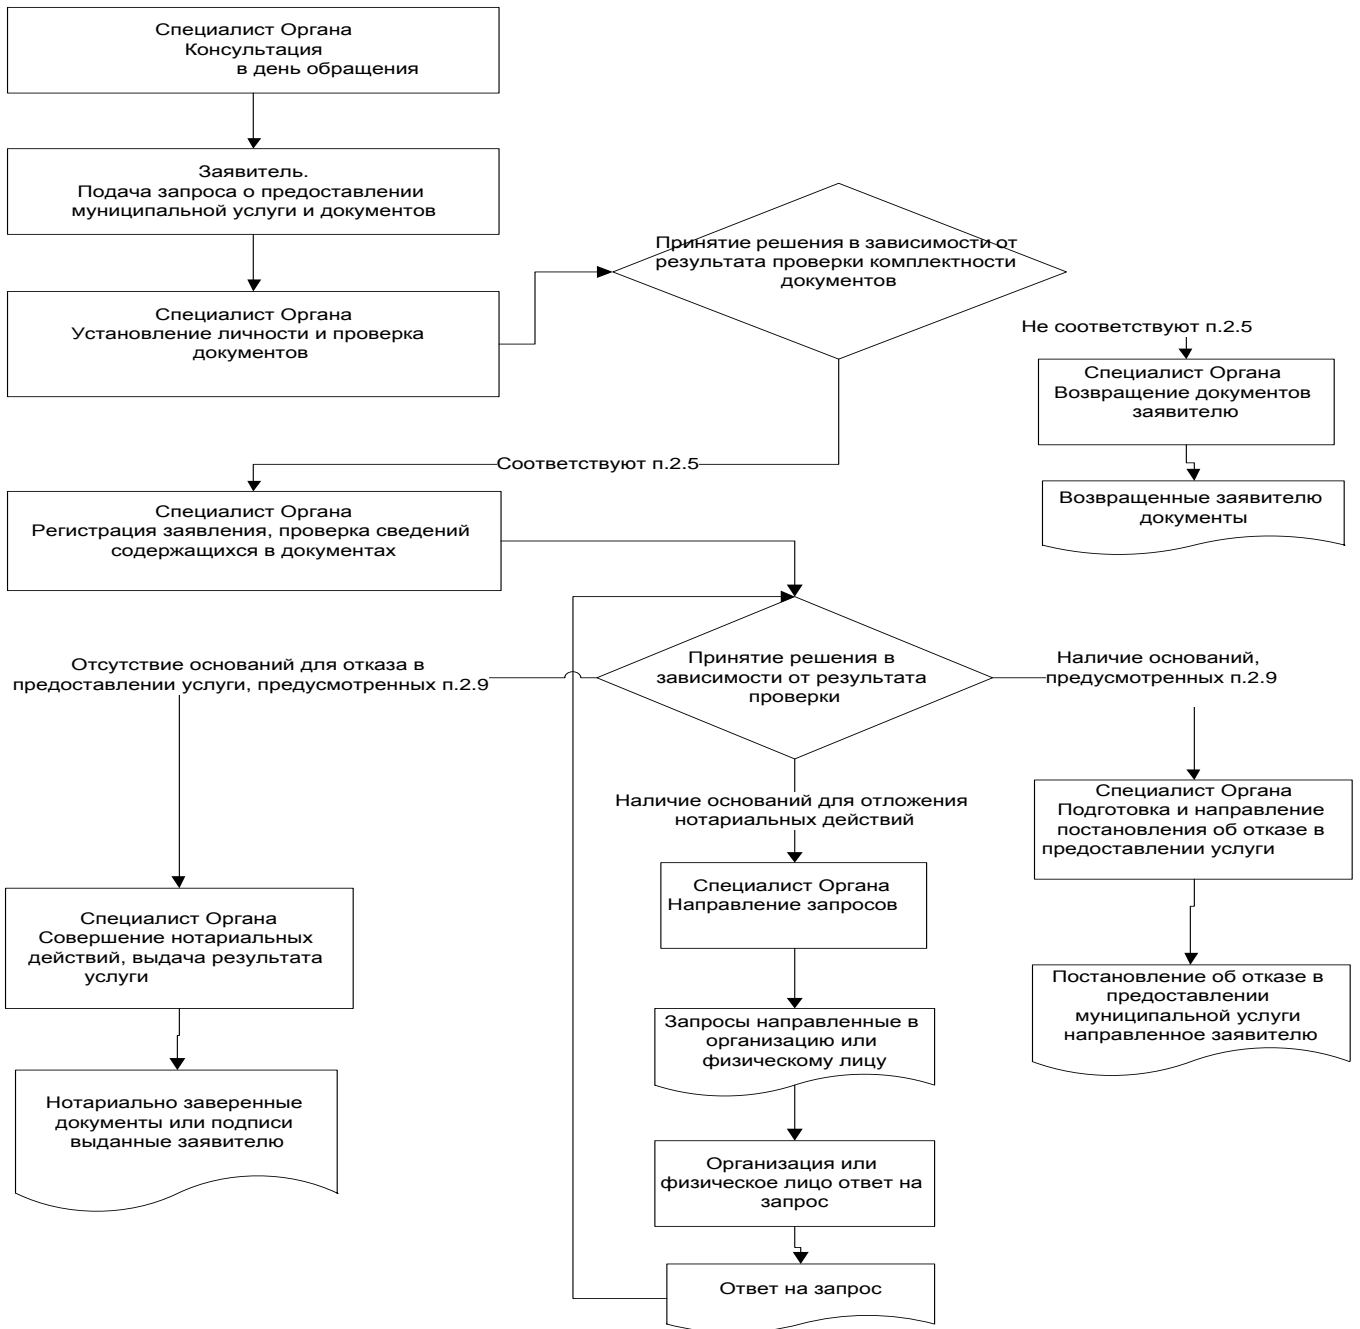 Специалист Органа
Консультация
в день обращения
Заявитель.
Подача запроса о предоставлении
муниципальной услуги и документов
Специалист Органа
Установление личности и проверка
документов
Принятие решения в зависимости от
результата проверки комплектности
документов
Не соответствуют п.2.5
Специалист Органа
Возвращение документов
заявителю
Возвращенные заявителю
документы
Соответствуют п.2.5
Специалист Органа
Регистрация заявления, проверка сведений
содержащихся в документах
Принятие решения в
зависимости от результата
проверки
Отсутствие оснований для отказа в
предоставлении услуги, предусмотренных п.2.9
Наличие оснований,
предусмотренных п.2.9
Наличие оснований для отложения
нотариальных действий
Специалист Органа
Подготовка и направление
постановления об отказе в
предоставлении услуги
Специалист Органа
Направление запросов
Специалист Органа
Совершение нотариальных
действий, выдача результата
услуги
Постановление об отказе в
предоставлении
муниципальной услуги
направленное заявителю
Запросы направленные в
организацию или
физическому лицу
Нотариально заверенные
документы или подписи
выданные заявителю
Организация или
физическое лицо ответ на
запрос
Ответ на запрос